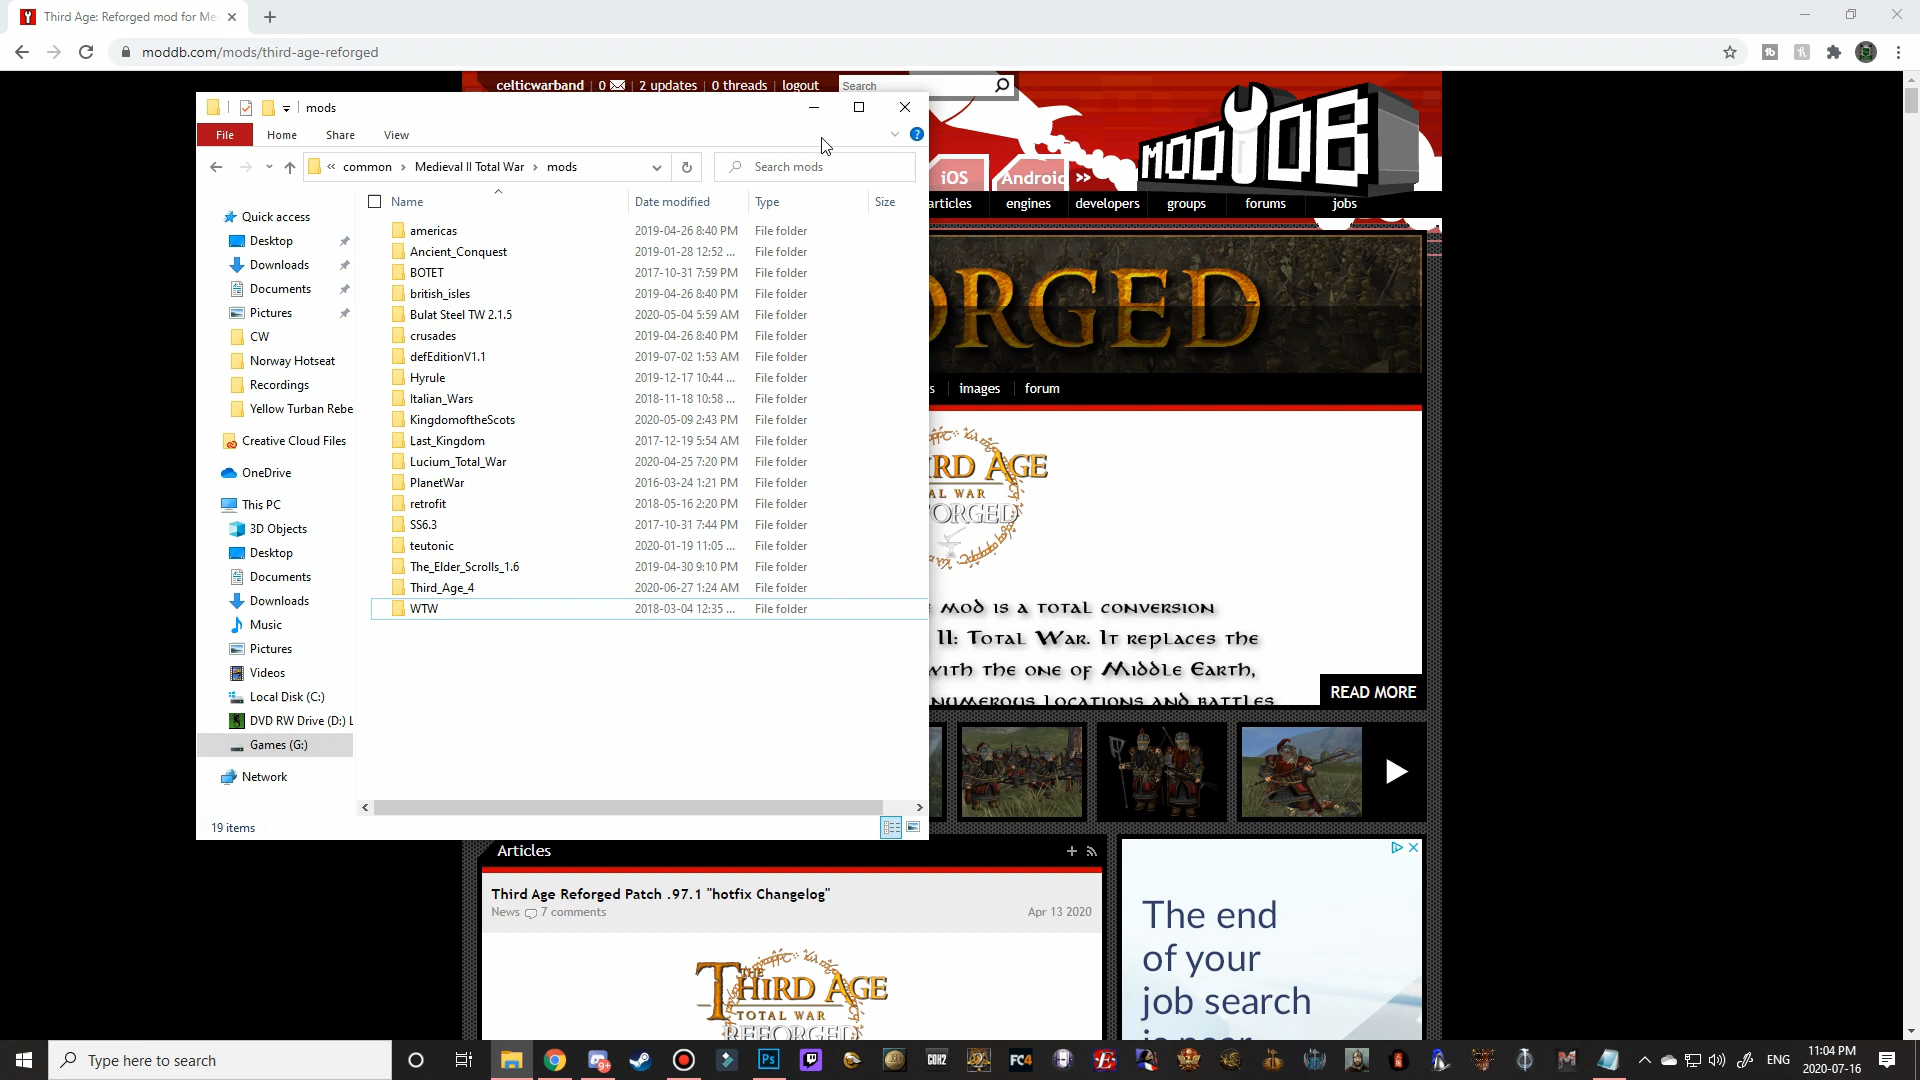 Third Age: Reforged mod for Me
moddb.com/mods/third-age-reforged
celticwarband 0 2 updates 0 threads logout Search
MODDB
iOS Android >>
articles engines developers groups forums jobs
ORGED
s images forum
RD AGE
AL WAR
ORGED
e mod is a total conversion
II: Total War. It replaces the
with the one of Middle Earth,
numerous locations and battles
READ MORE
mods
File Home Share View
« common > Medieval II Total War > mods Search mods
Name Date modified Type Size
americas 2019-04-26 8:40 PM File folder
Ancient_Conquest 2019-01-28 12:52 ... File folder
BOTET 2017-10-31 7:59 PM File folder
british_isles 2019-04-26 8:40 PM File folder
Bulat Steel TW 2.1.5 2020-05-04 5:59 AM File folder
crusades 2019-04-26 8:40 PM File folder
defEditionV1.1 2019-07-02 1:53 AM File folder
Hyrule 2019-12-17 10:44 ... File folder
Italian_Wars 2018-11-18 10:58 ... File folder
KingdomoftheScots 2020-05-09 2:43 PM File folder
Last_Kingdom 2017-12-19 5:54 AM File folder
Lucium_Total_War 2020-04-25 7:20 PM File folder
PlanetWar 2016-03-24 1:21 PM File folder
retrofit 2018-05-16 2:20 PM File folder
SS6.3 2017-10-31 7:44 PM File folder
teutonic 2020-01-19 11:05 ... File folder
The_Elder_Scrolls_1.6 2019-04-30 9:10 PM File folder
Third_Age_4 2020-06-27 1:24 AM File folder
WTW 2018-03-04 12:35 ... File folder
Quick access
Desktop
Downloads
Documents
Pictures
CW
Norway Hotseat
Recordings
Yellow Turban Rebe
Creative Cloud Files
OneDrive
This PC
3D Objects
Desktop
Documents
Downloads
Music
Pictures
Videos
Local Disk (C:)
DVD RW Drive (D:) L
Games (G:)
Network
19 items
Articles
Third Age Reforged Patch .97.1 "hotfix Changelog"
News 7 comments Apr 13 2020
THE THIRD AGE
TOTAL WAR
REFORGED
The end
of your
job search
is near
Type here to search
Ps COH2 FC4
ENG
11:04 PM
2020-07-16